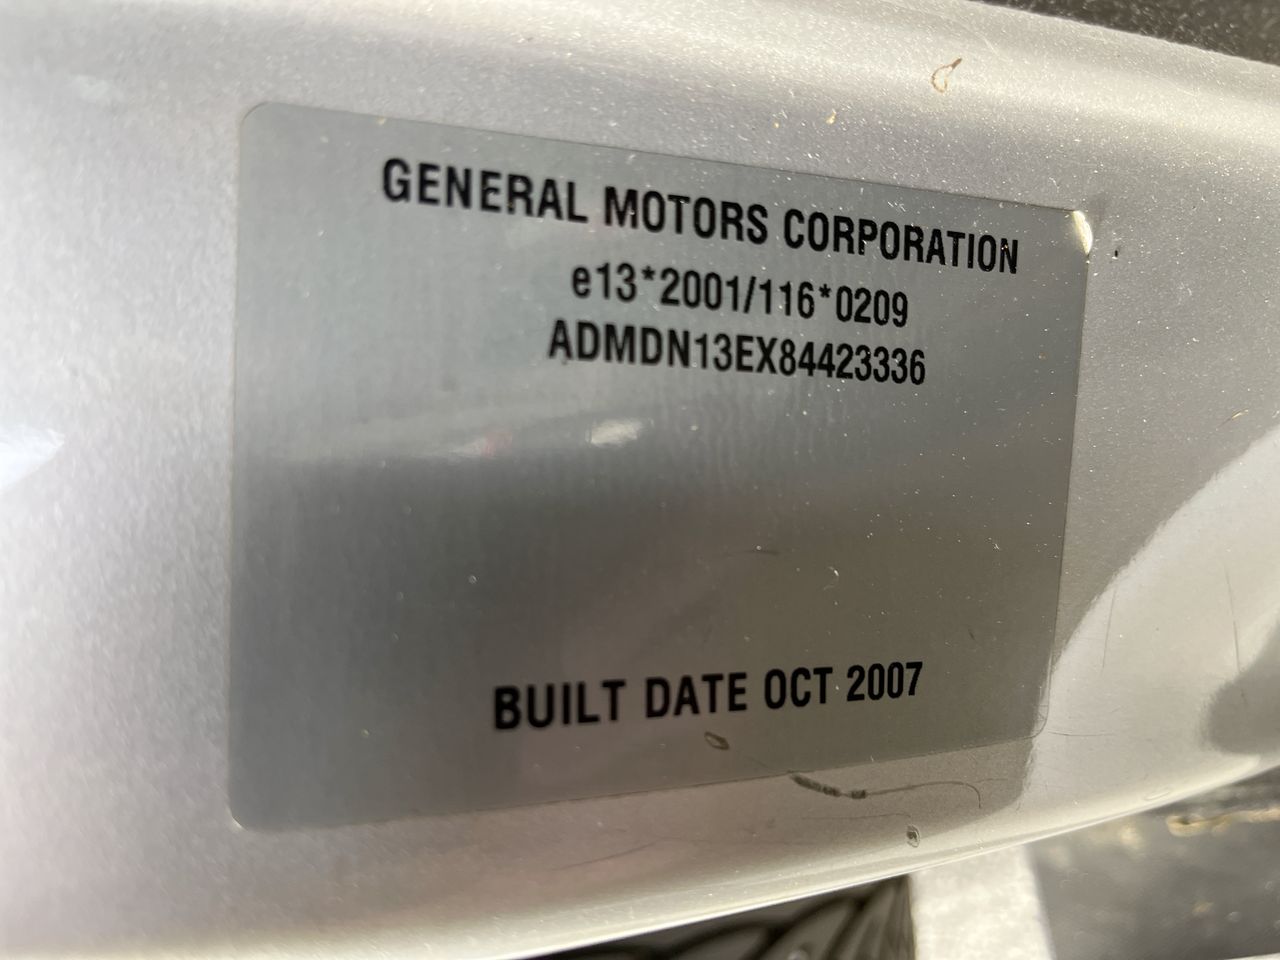 GENERAL MOTORS CORPORATION
e13*2001/116*0209
ADMDN13EX84423336
BUILT DATE OCT 2007